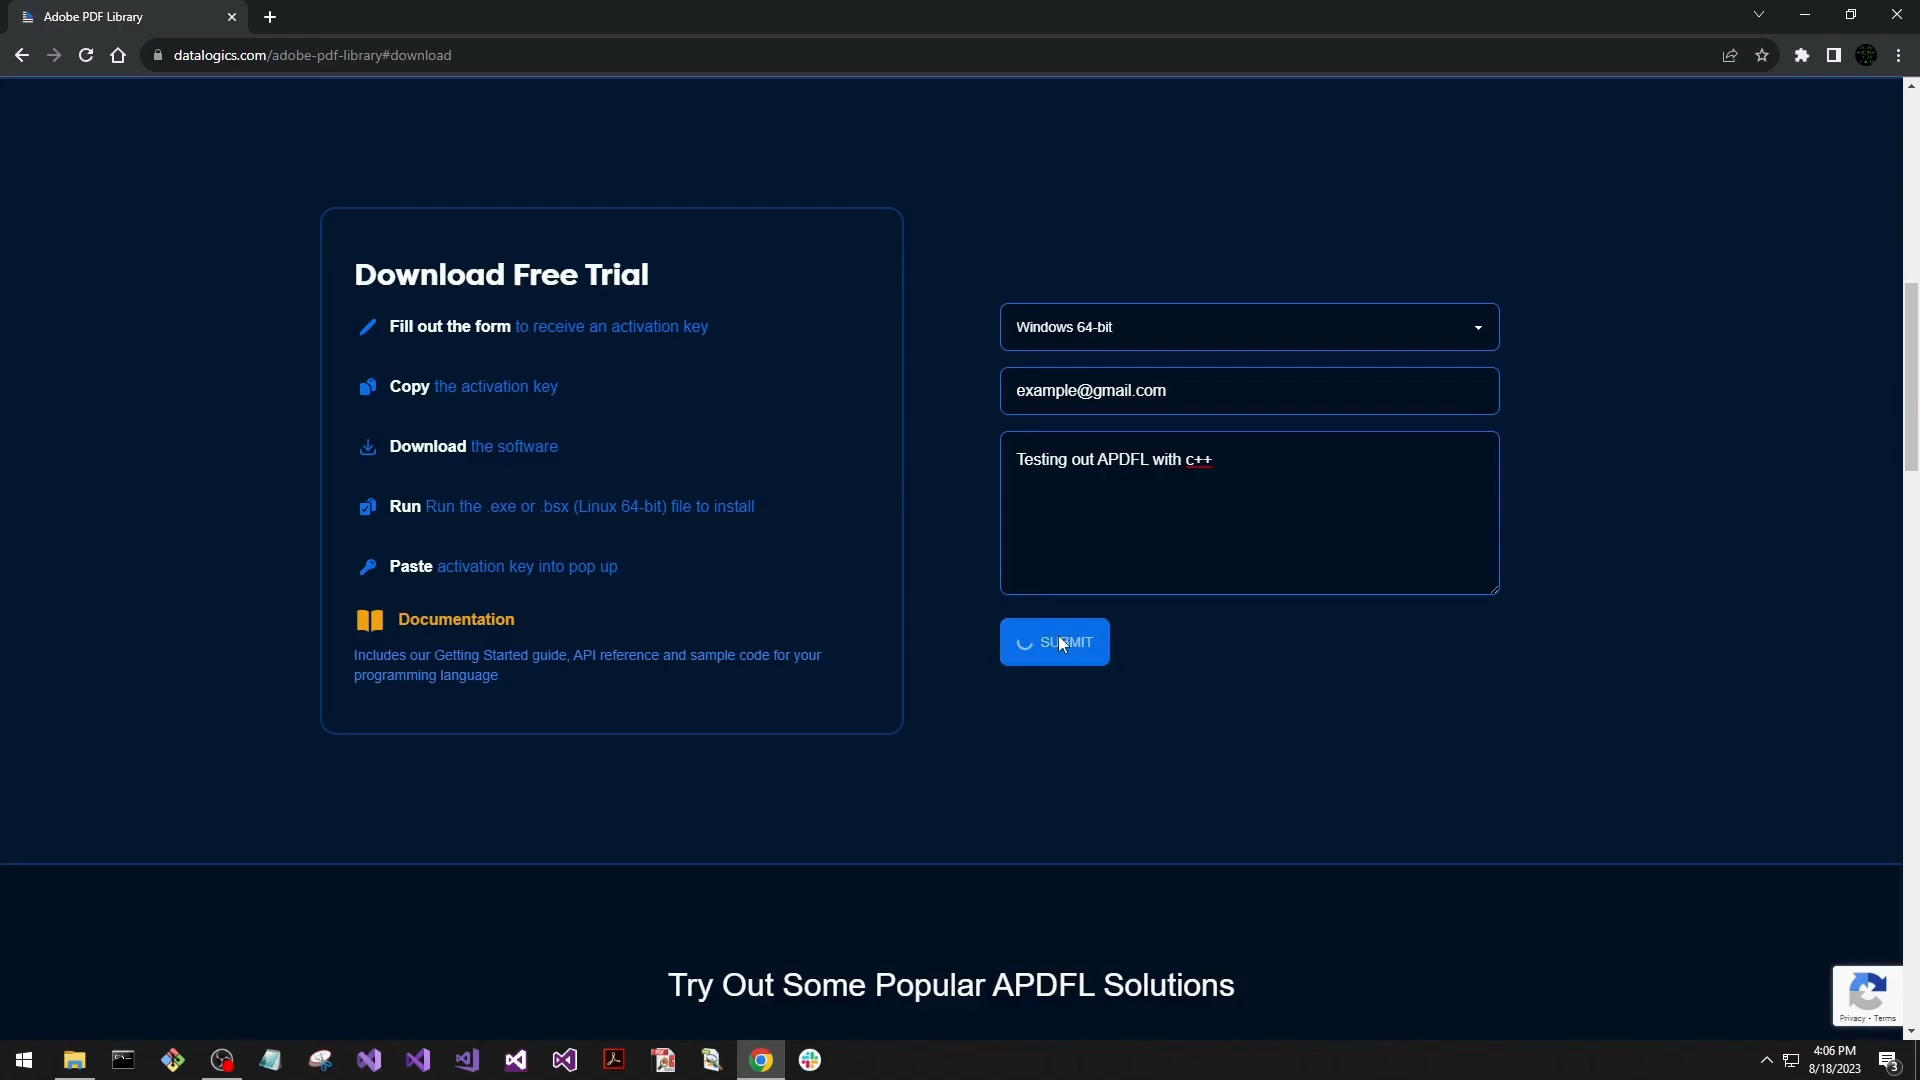 Adobe PDF Library
datalogics.com/adobe-pdf-library#download
Download Free Trial
Fill out the form to receive an activation key
Copy the activation key
Download the software
Run Run the .exe or .bsx (Linux 64-bit) file to install
Paste activation key into pop up
Documentation
Includes our Getting Started guide, API reference and sample code for your
programming language
Windows 64-bit
example@gmail.com
Testing out APDFL with c++
SUBMIT
Try Out Some Popular APDFL Solutions
Privacy - Terms
4:06 PM
8/18/2023
3